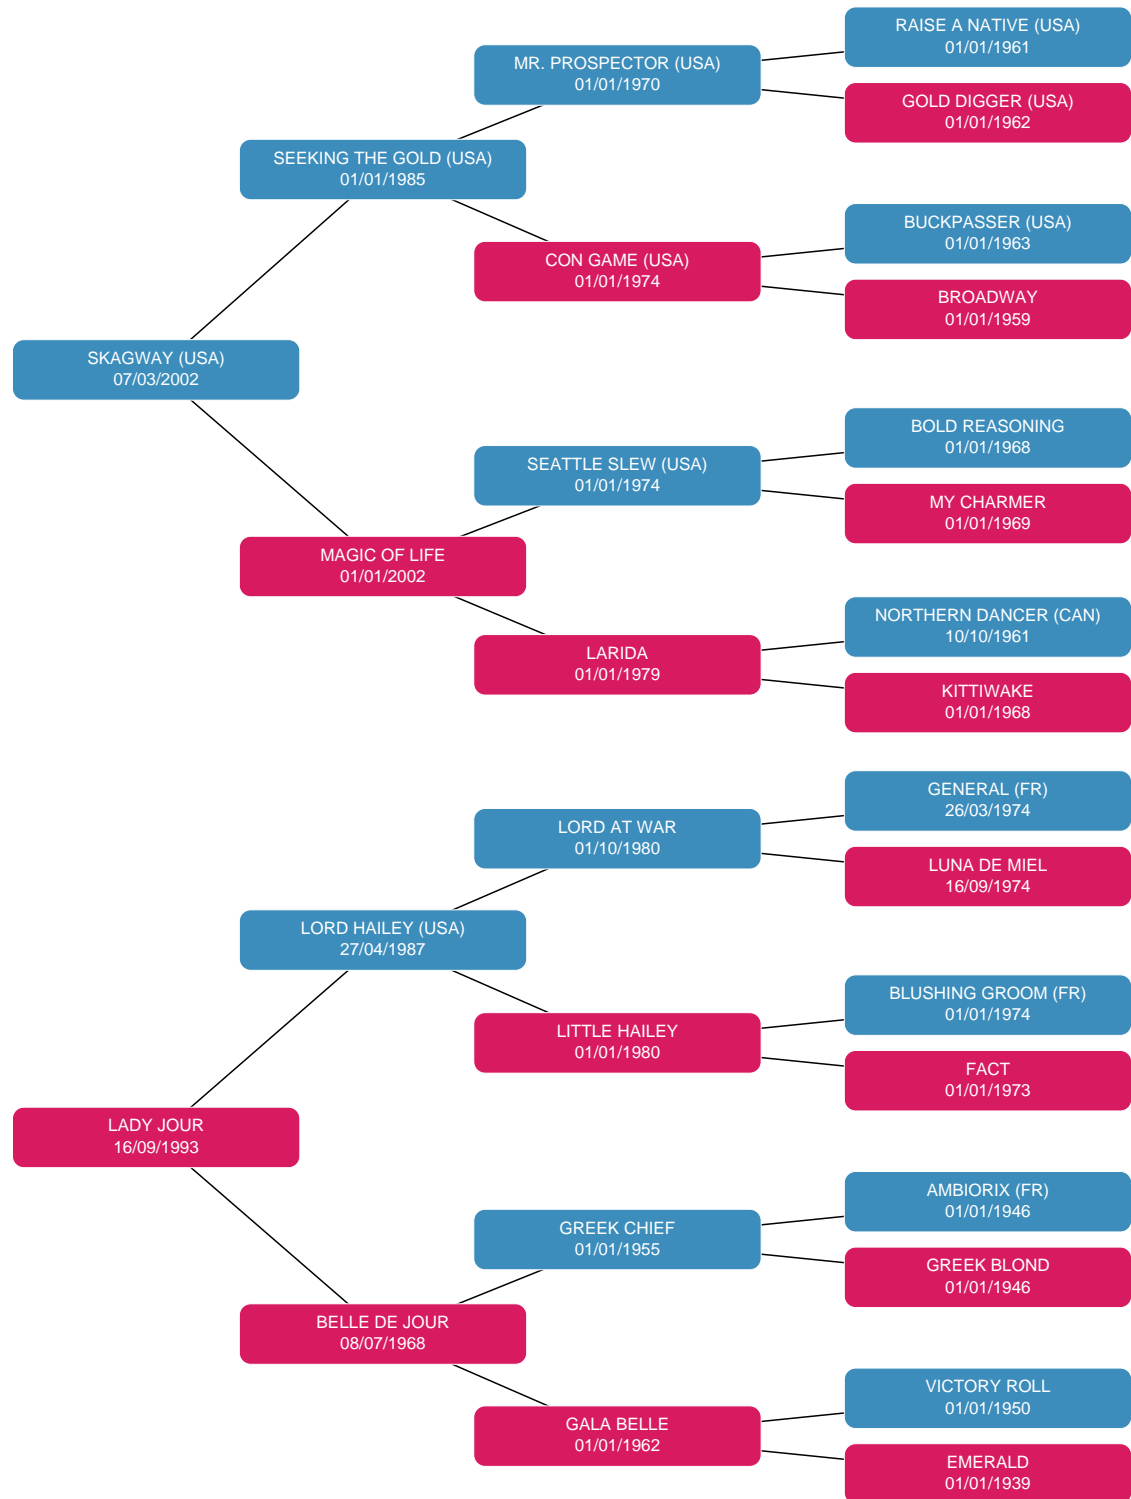 RAISE A NATIVE (USA)
01/01/1961
MR. PROSPECTOR (USA)
01/01/1970
GOLD DIGGER (USA)
01/01/1962
SEEKING THE GOLD (USA)
01/01/1985
BUCKPASSER (USA)
01/01/1963
CON GAME (USA)
01/01/1974
BROADWAY
01/01/1959
SKAGWAY (USA)
07/03/2002
BOLD REASONING
01/01/1968
SEATTLE SLEW (USA)
01/01/1974
MY CHARMER
01/01/1969
MAGIC OF LIFE
01/01/2002
NORTHERN DANCER (CAN)
10/10/1961
LARIDA
01/01/1979
KITTIWAKE
01/01/1968
GENERAL (FR)
26/03/1974
LORD AT WAR
01/10/1980
LUNA DE MIEL
16/09/1974
LORD HAILEY (USA)
27/04/1987
BLUSHING GROOM (FR)
01/01/1974
LITTLE HAILEY
01/01/1980
FACT
01/01/1973
LADY JOUR
16/09/1993
AMBIORIX (FR)
01/01/1946
GREEK CHIEF
01/01/1955
GREEK BLOND
01/01/1946
BELLE DE JOUR
08/07/1968
VICTORY ROLL
01/01/1950
GALA BELLE
01/01/1962
EMERALD
01/01/1939